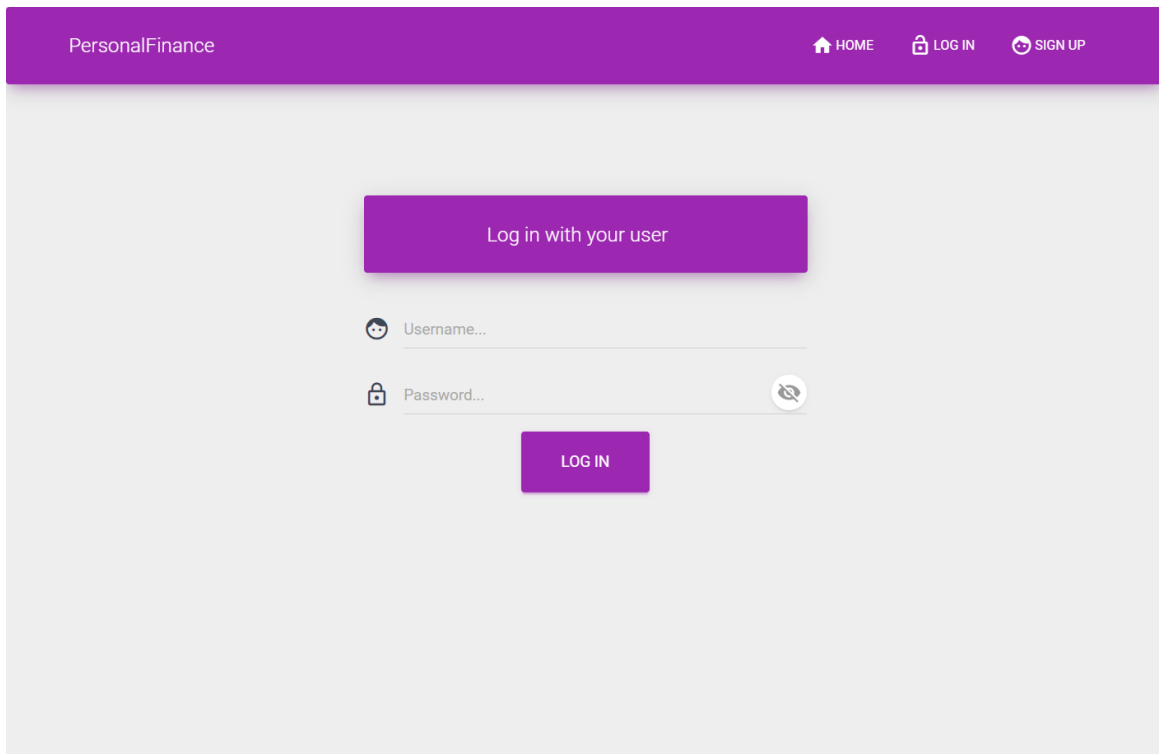 PersonalFinance
HOME LOG IN SIGN UP
Log in with your user
Username...
Password...
LOG IN